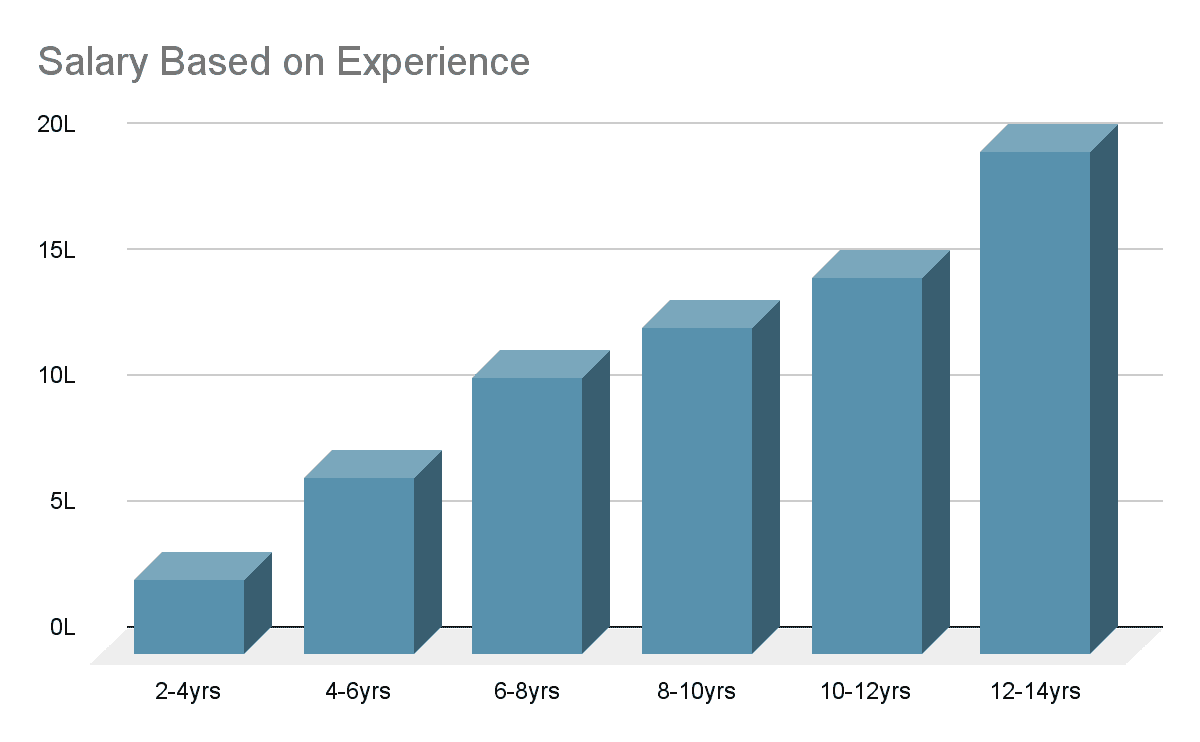 Salary Based on Experience
20L
15L
10L
5L
0L
2-4yrs 4-6yrs 6-8yrs 8-10yrs 10-12yrs 12-14yrs